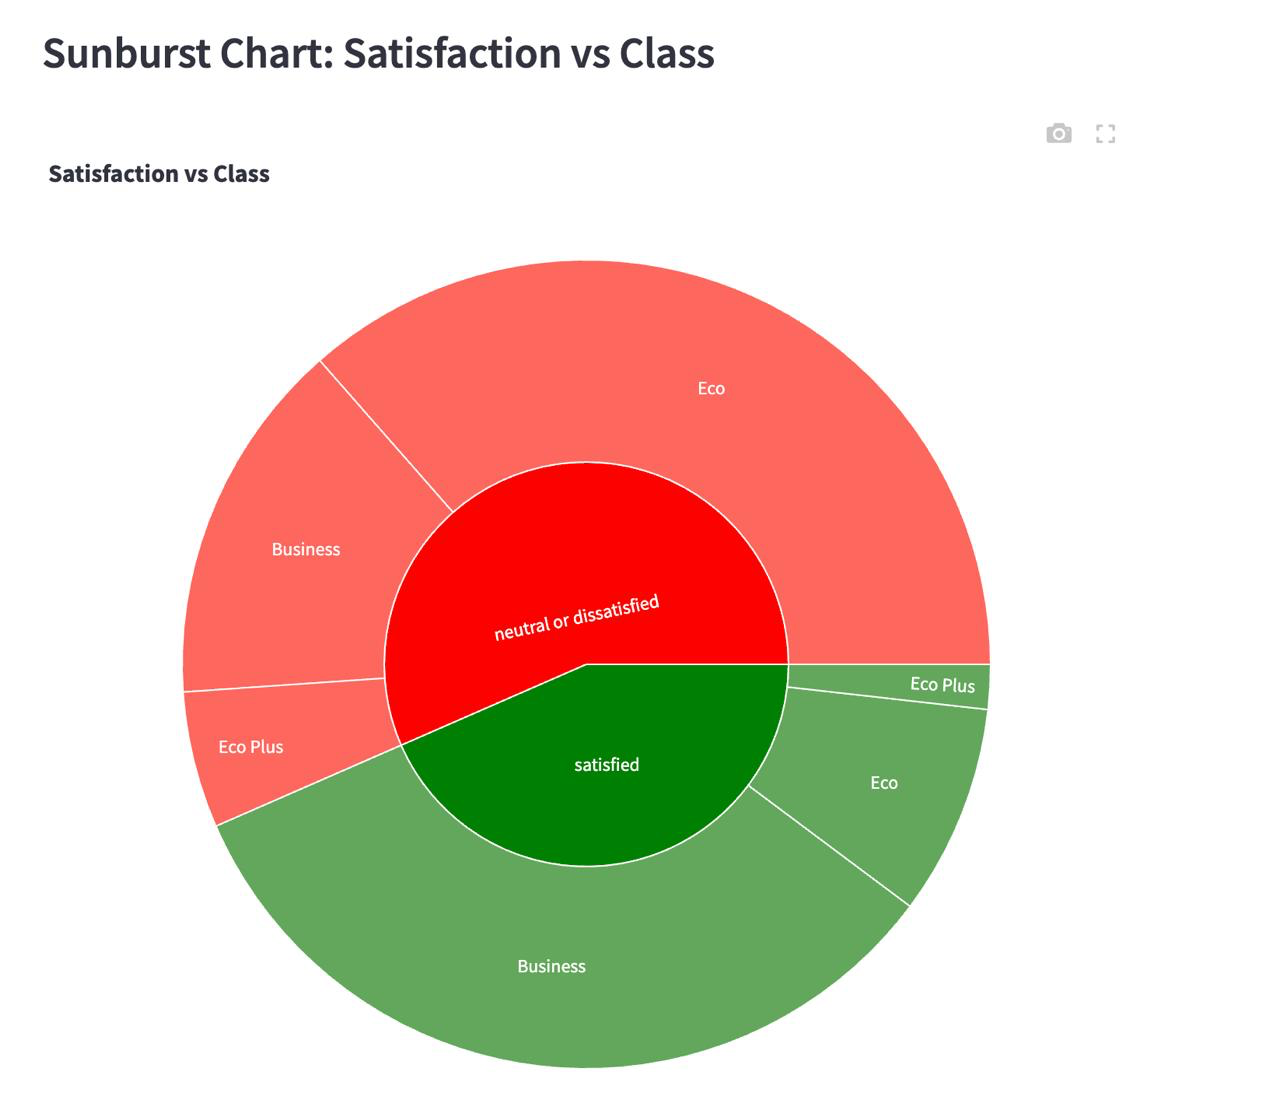 Sunburst Chart: Satisfaction vs Class
Satisfaction vs Class
Eco
Business
neutral or dissatisfied
Eco Plus
Eco Plus
satisfied
Eco
Business